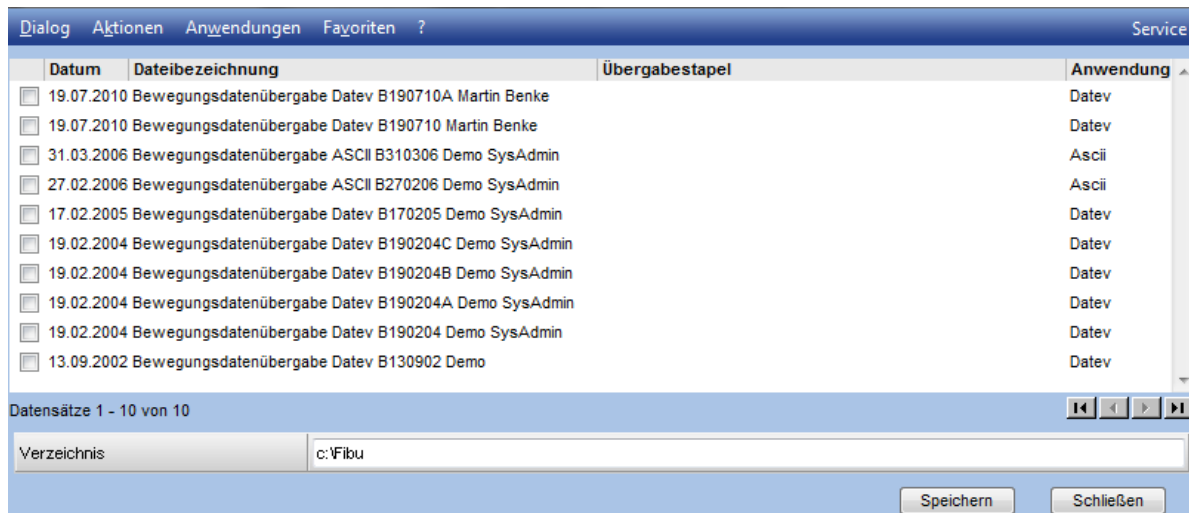 Dialog Aktionen Anwendungen Favoriten ? Service
Datum Dateibezeichnung Übergabestapel Anwendung
19.07.2010 Bewegungsdatenübergabe Datev B190710A Martin Benke Datev
19.07.2010 Bewegungsdatenübergabe Datev B190710 Martin Benke Datev
31.03.2006 Bewegungsdatenübergabe ASCII B310306 Demo SysAdmin Ascii
27.02.2006 Bewegungsdatenübergabe ASCII B270206 Demo SysAdmin Ascii
17.02.2005 Bewegungsdatenübergabe Datev B170205 Demo SysAdmin Datev
19.02.2004 Bewegungsdatenübergabe Datev B190204C Demo SysAdmin Datev
19.02.2004 Bewegungsdatenübergabe Datev B190204B Demo SysAdmin Datev
19.02.2004 Bewegungsdatenübergabe Datev B190204A Demo SysAdmin Datev
19.02.2004 Bewegungsdatenübergabe Datev B190204 Demo SysAdmin Datev
13.09.2002 Bewegungsdatenübergabe Datev B130902 Demo Datev
Datensätze 1 - 10 von 10
Verzeichnis c:\Fibu
Speichern Schließen